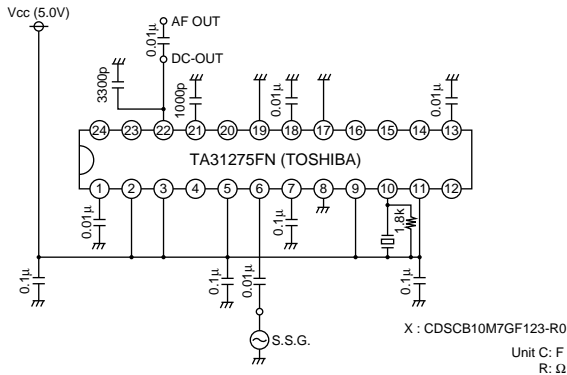 Vcc (5.0V)
AF OUT
0.01μ
DC-OUT
3300p
1000p
0.01μ
0.01μ
24 23 22 21 20 19 18 17 16 15 14 13
TA31275FN (TOSHIBA)
1 2 3 4 5 6 7 8 9 10 11 12
0.01μ
0.1μ
1.8k
0.1μ
0.1μ
0.01μ
0.1μ
S.S.G.
X : CDSCB10M7GF123-R0
Unit C: F
R: Ω